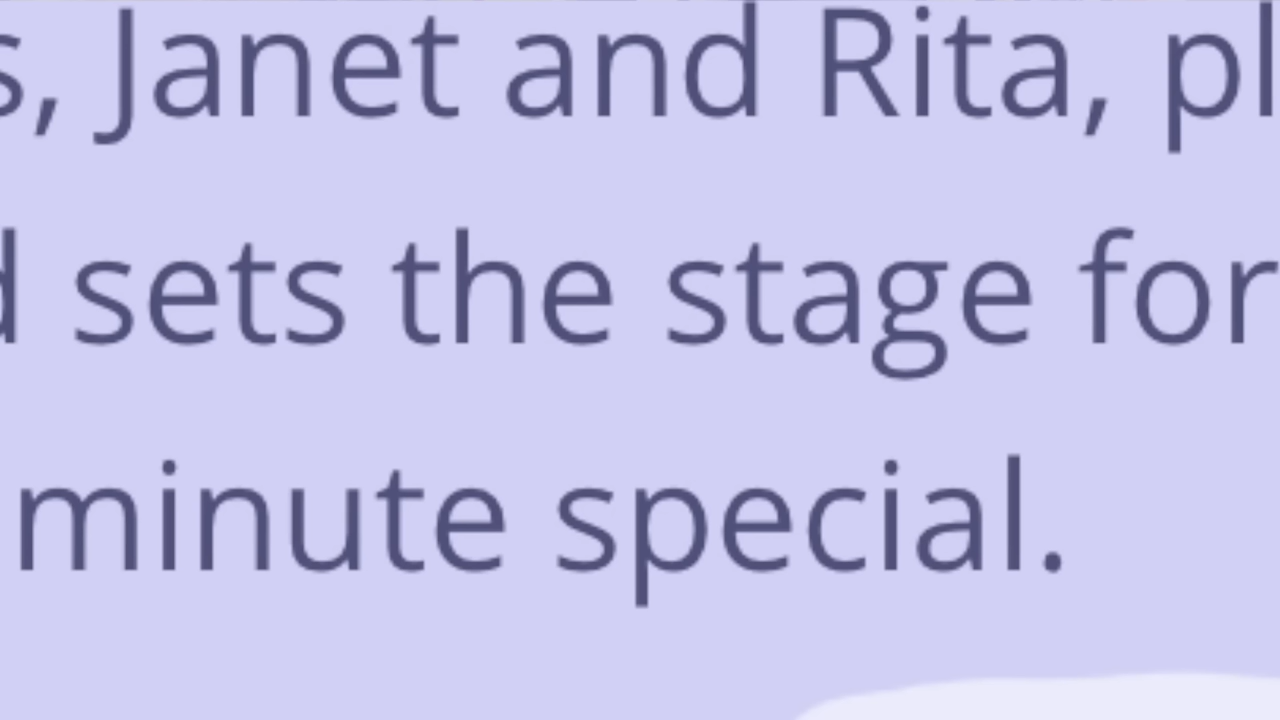 s, Janet and Rita, pl
d sets the stage for
minute special.